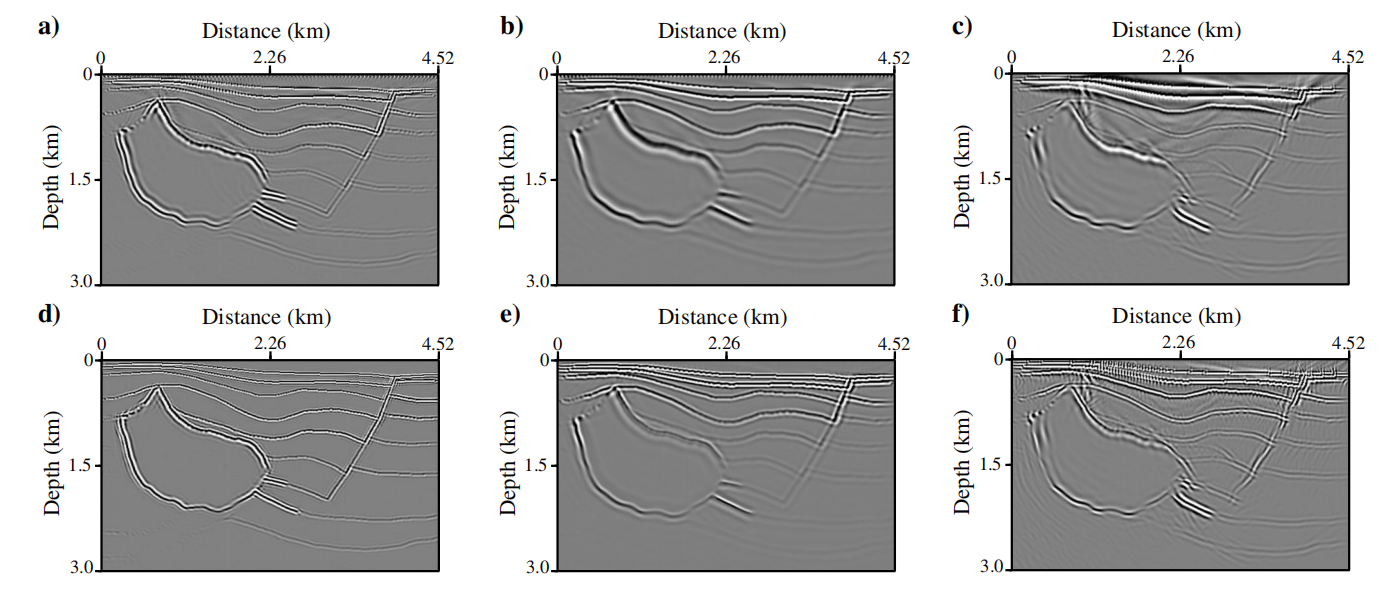 a) Distance (km)
0 2.26 4.52
0
1.5
3.0
Depth (km)
b) Distance (km)
0 2.26 4.52
0
1.5
3.0
Depth (km)
c) Distance (km)
0 2.26 4.52
0
1.5
3.0
Depth (km)
d) Distance (km)
0 2.26 4.52
0
1.5
3.0
Depth (km)
e) Distance (km)
0 2.26 4.52
0
1.5
3.0
Depth (km)
f) Distance (km)
0 2.26 4.52
0
1.5
3.0
Depth (km)